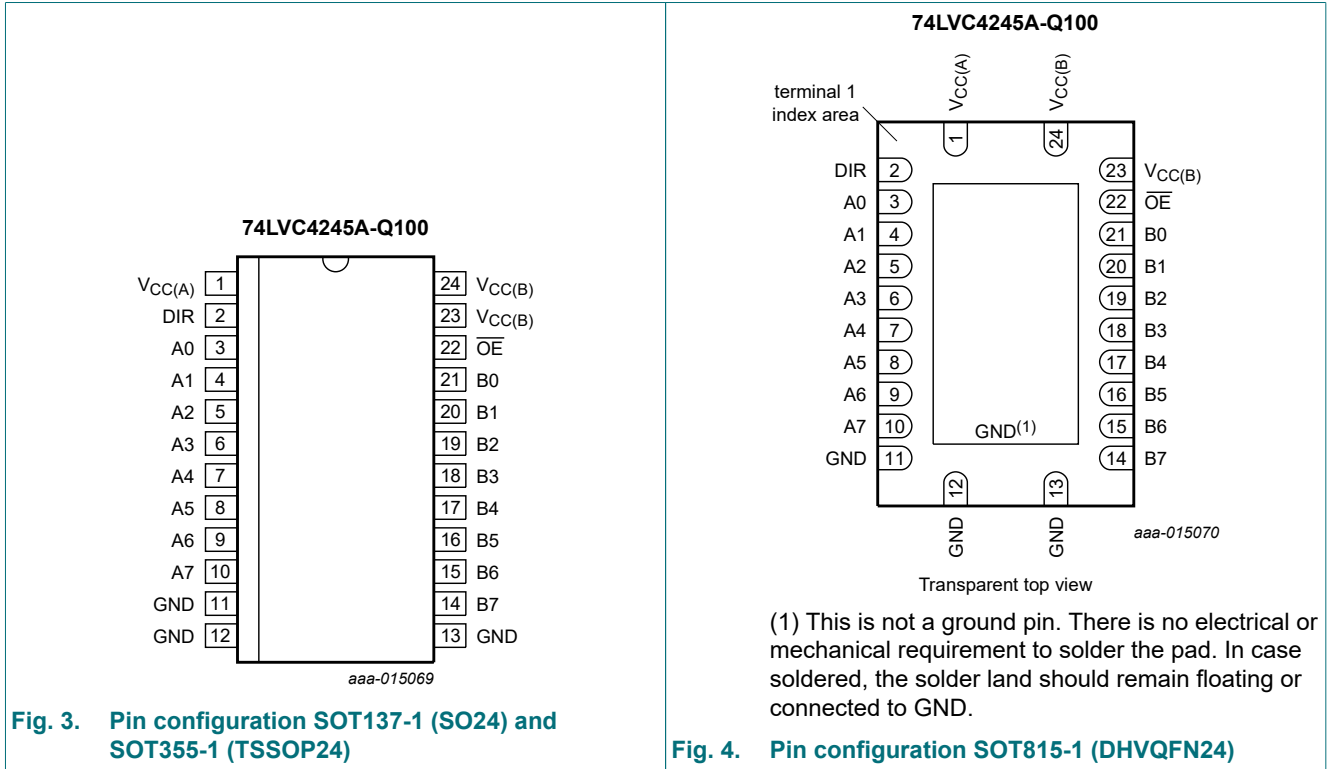 74LVC4245A-Q100
VCC(A) 1
24 VCC(B)
DIR 2
23 VCC(B)
A0 3
22 OE
A1 4
21 B0
A2 5
20 B1
A3 6
19 B2
A4 7
18 B3
A5 8
17 B4
A6 9
16 B5
A7 10
15 B6
GND 11
14 B7
GND 12
13 GND
aaa-015069
Fig. 3. Pin configuration SOT137-1 (SO24) and
SOT355-1 (TSSOP24)
74LVC4245A-Q100
VCC(A)
VCC(B)
terminal 1
index area
1
24
DIR 2
23 VCC(B)
A0 3
22 OE
A1 4
21 B0
A2 5
20 B1
A3 6
19 B2
A4 7
18 B3
A5 8
17 B4
A6 9
16 B5
A7 10
15 B6
GND(1)
GND 11
14 B7
12
13
GND
GND
aaa-015070
Transparent top view
(1) This is not a ground pin. There is no electrical or
mechanical requirement to solder the pad. In case
soldered, the solder land should remain floating or
connected to GND.
Fig. 4. Pin configuration SOT815-1 (DHVQFN24)